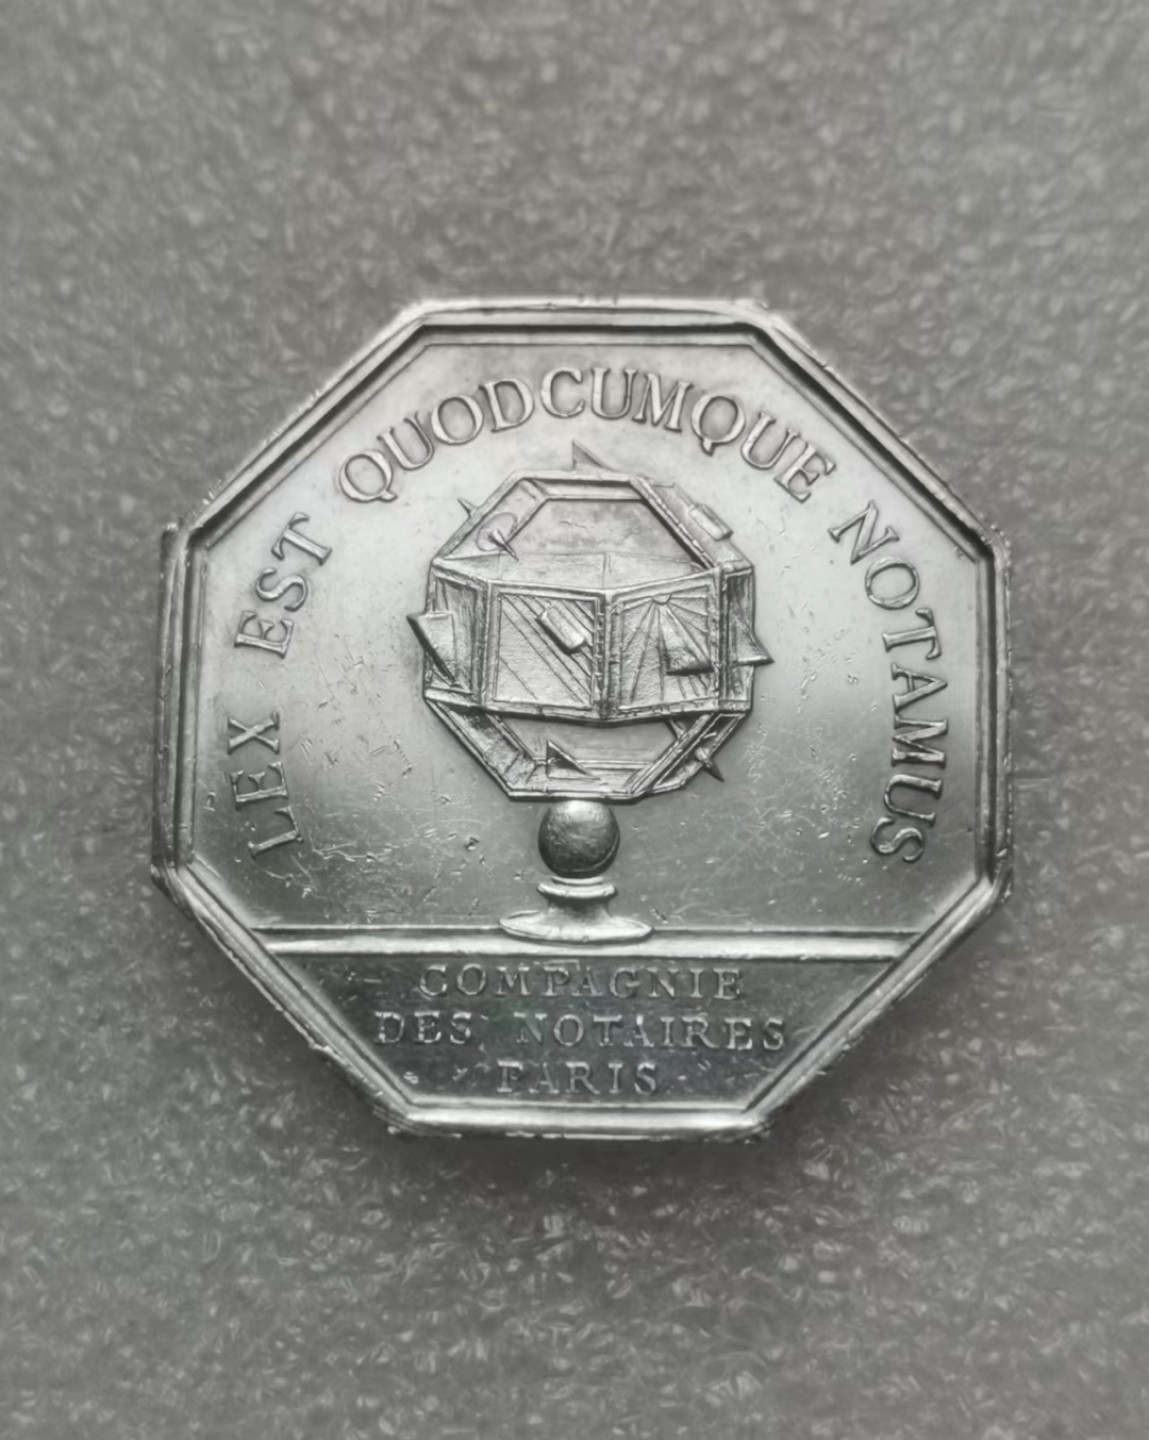 LEX EST QUODCUMQUE NOTAMUS
COMPAGNIE
DES NOTAIRES
PARIS